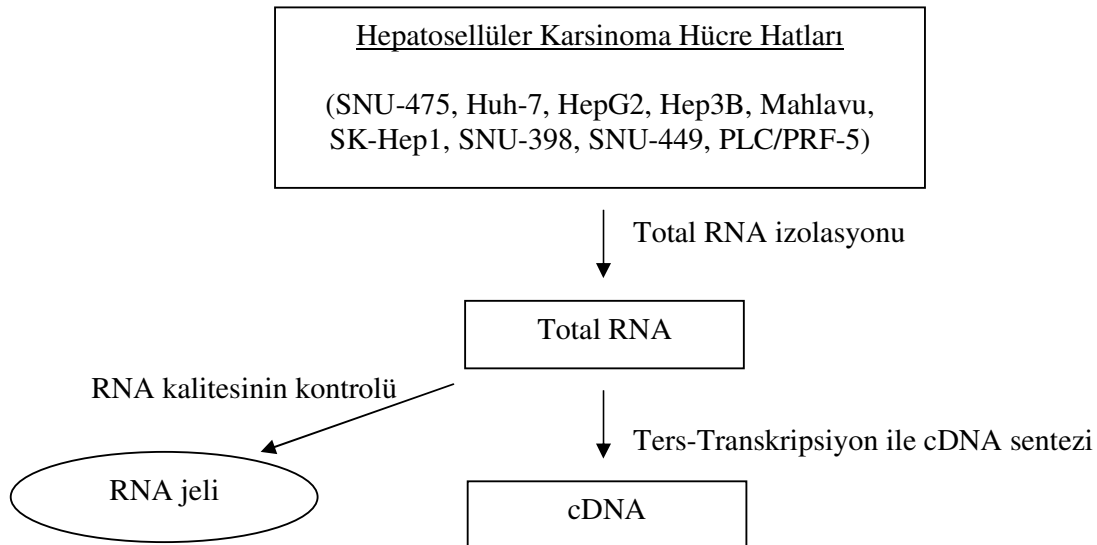 Hepatosellüler Karsinoma Hücre Hatları
(SNU-475, Huh-7, HepG2, Hep3B, Mahlavu,
SK-Hep1, SNU-398, SNU-449, PLC/PRF-5)
Total RNA izolasyonu
Total RNA
RNA kalitesinin kontrolü
Ters-Transkripsiyon ile cDNA sentezi
RNA jeli
cDNA